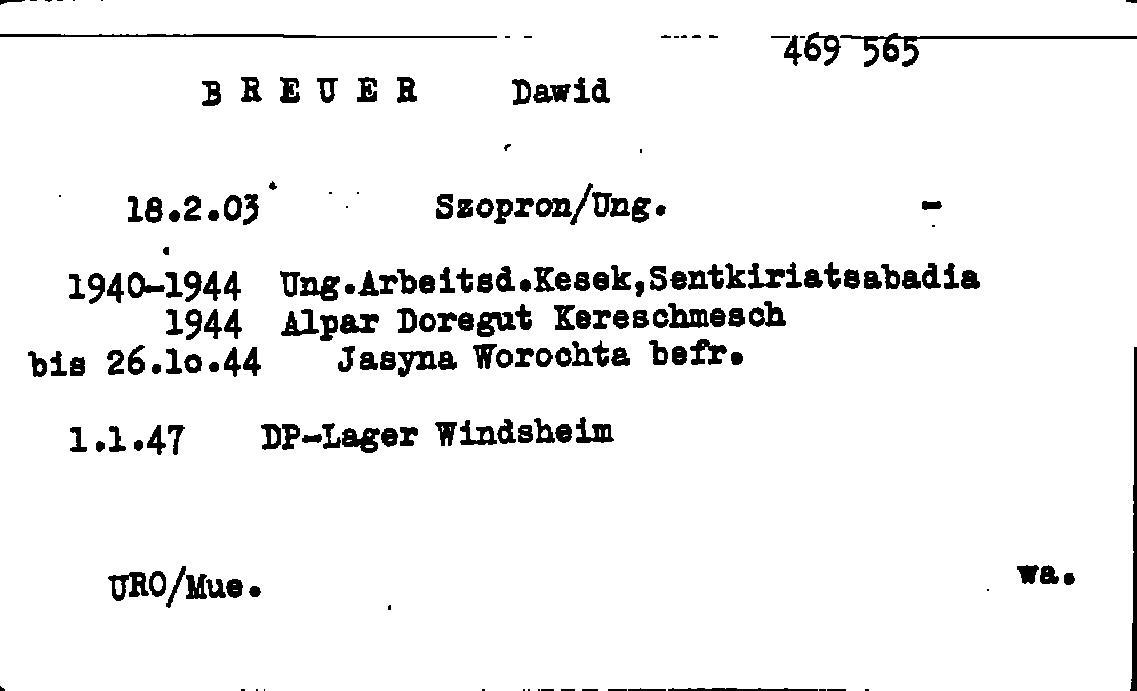 469 565
B R E U E R Dawid
18.2.03 Szopron/Ung. -
1940-1944 Ung.Arbeitsd.Kesek,Sentkiriatsabadia
1944 Alpar Doregut Kereschmesch
bis 26.1o.44 Jasyna Worochta befr.
1.1.47 DP-Lager Windsheim
URO/Mue. wa.